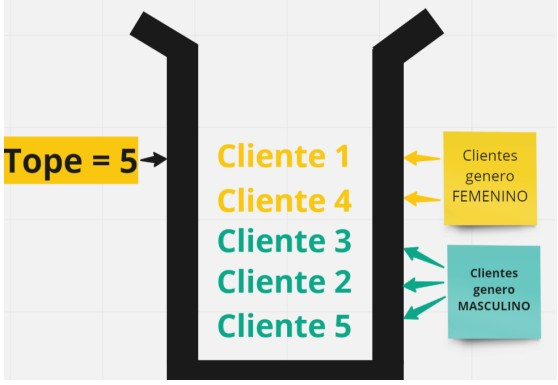 Tope = 5
Cliente 1
Cliente 4
Cliente 3
Cliente 2
Cliente 5
Clientes
genero
FEMENINO
Clientes
genero
MASCULINO